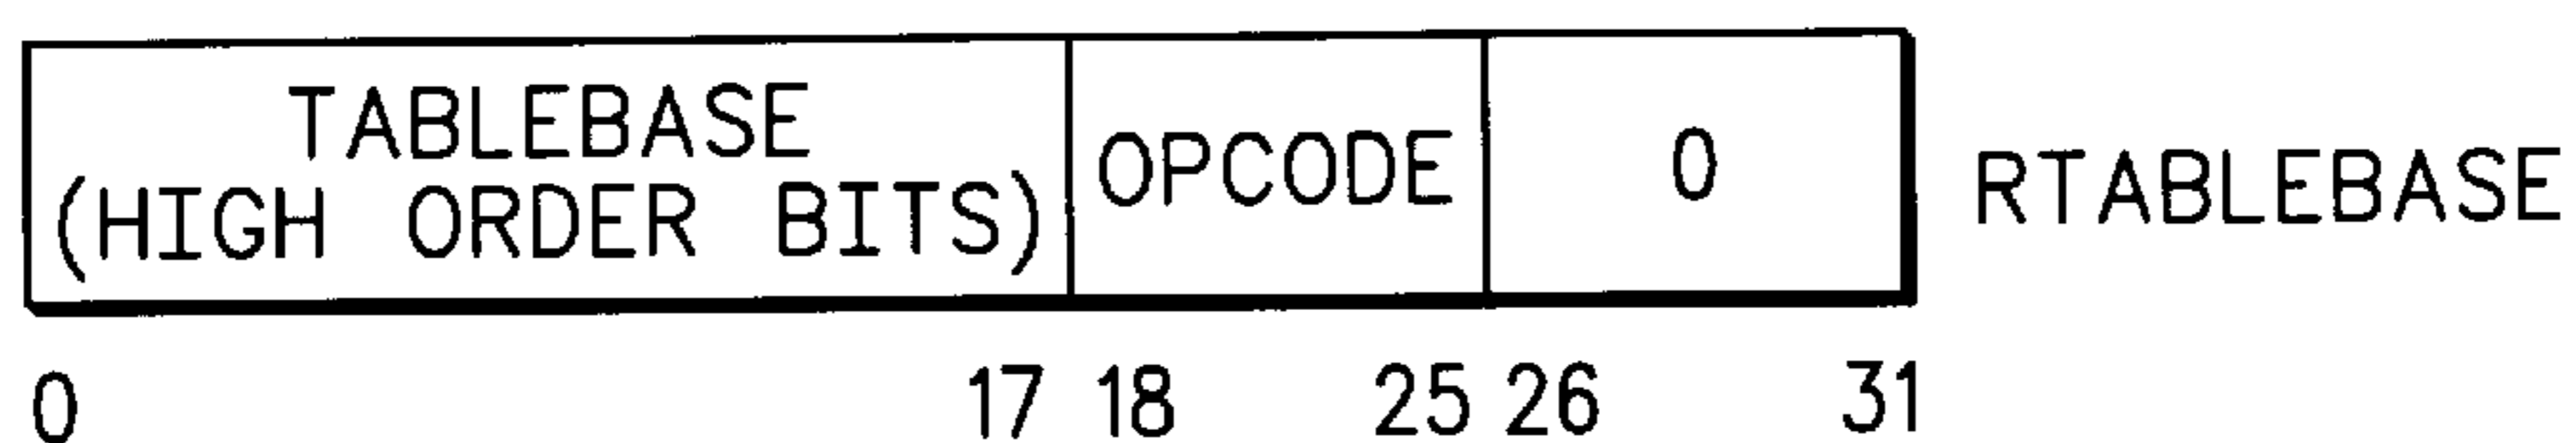 TABLEBASE
(HIGH ORDER BITS)
OPCODE
0
RTABLEBASE
0 17 18 25 26 31